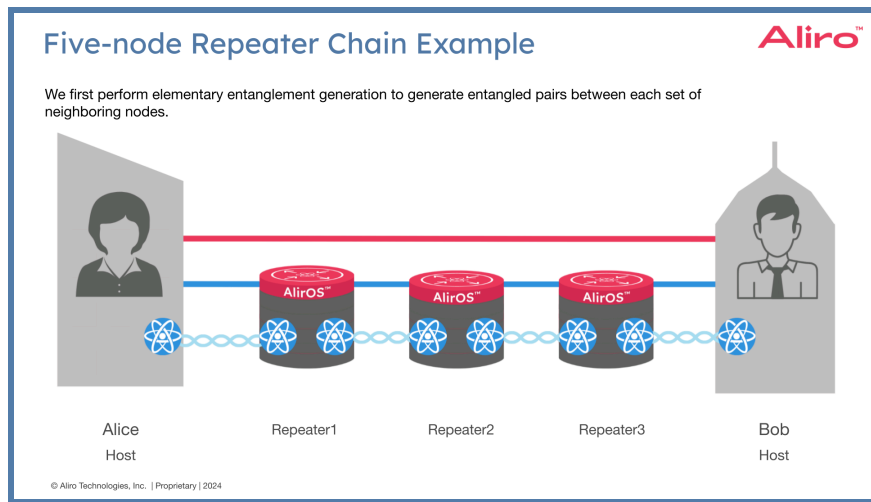 Five-node Repeater Chain Example
Aliro™
We first perform elementary entanglement generation to generate entangled pairs between each set of
neighboring nodes.
AlirOS™
AlirOS™
AlirOS™
Alice
Repeater1
Repeater2
Repeater3
Bob
Host
Host
© Aliro Technologies, Inc. | Proprietary | 2024